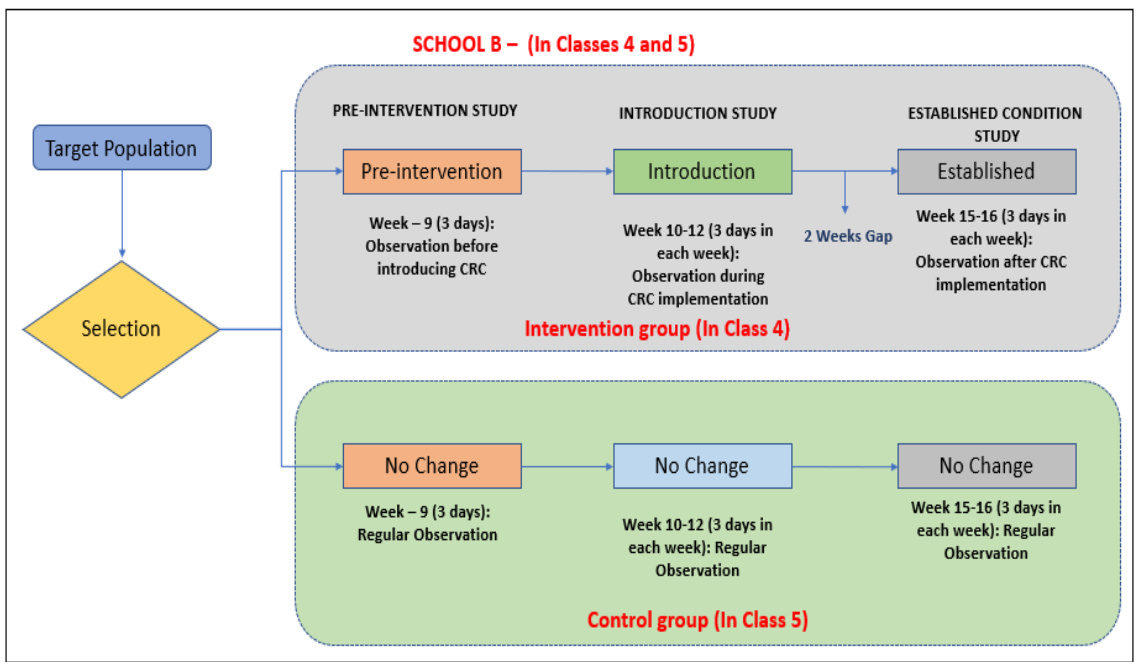 SCHOOL B – (In Classes 4 and 5)
Target Population
Selection
PRE-INTERVENTION STUDY
Pre-intervention
Week – 9 (3 days):
Observation before
introducing CRC
INTRODUCTION STUDY
Introduction
Week 10-12 (3 days in
each week):
Observation during
CRC implementation
2 Weeks Gap
ESTABLISHED CONDITION
STUDY
Established
Week 15-16 (3 days in
each week):
Observation after CRC
implementation
Intervention group (In Class 4)
No Change
Week – 9 (3 days):
Regular Observation
No Change
Week 10-12 (3 days in
each week): Regular
Observation
No Change
Week 15-16 (3 days in
each week): Regular
Observation
Control group (In Class 5)